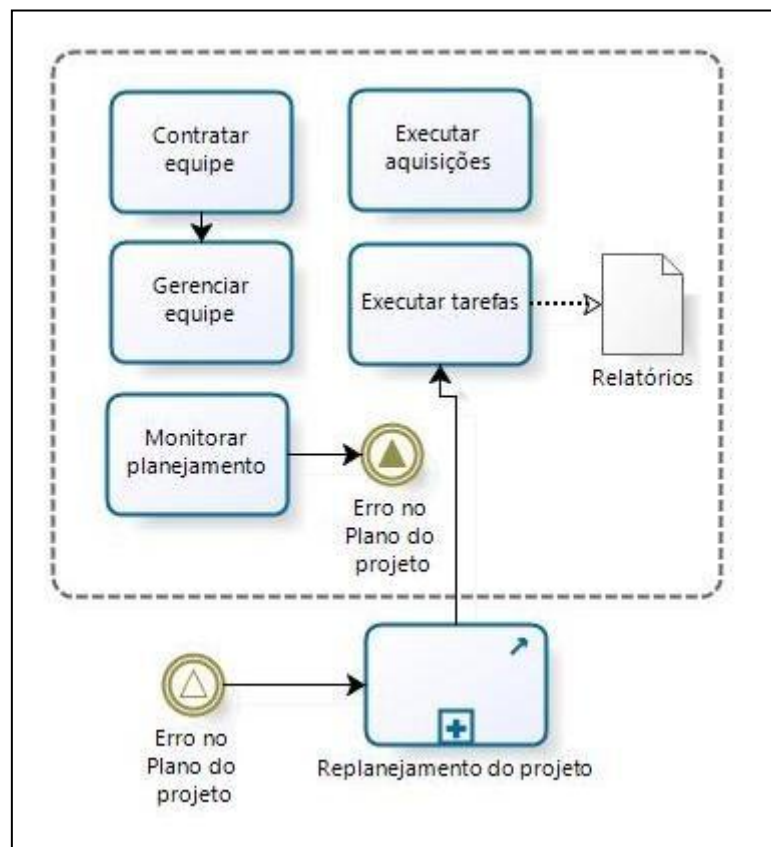 Contratar
equipe
Executar
aquisições
Gerenciar
equipe
Executar tarefas
Relatórios
Monitorar
planejamento
Erro no
Plano do
projeto
Erro no
Plano do
projeto
Replanejamento do projeto